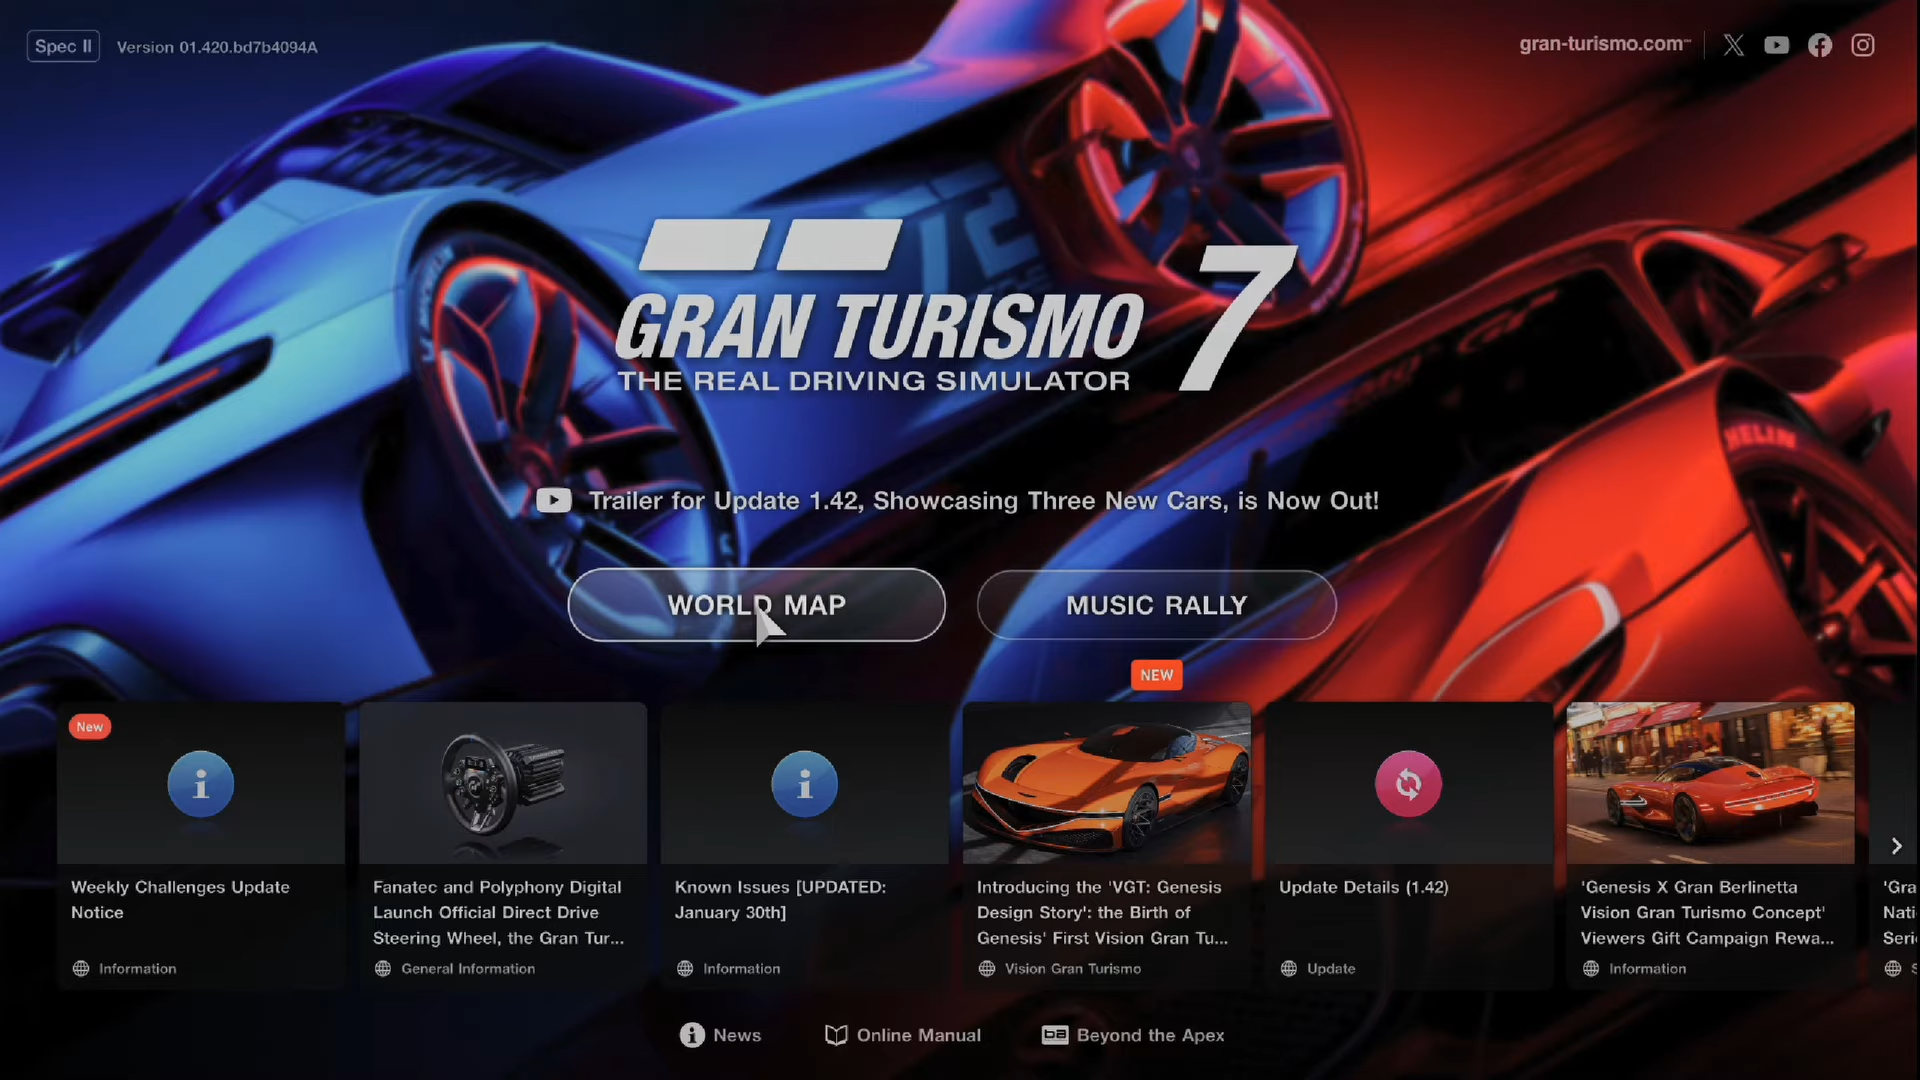 Spec II Version 01.420.bd7b4094A
gran-turismo.com
GRAN TURISMO 7
THE REAL DRIVING SIMULATOR
Trailer for Update 1.42, Showcasing Three New Cars, is Now Out!
WORLD MAP
MUSIC RALLY
NEW
New
Weekly Challenges Update
Notice
Information
Fanatec and Polyphony Digital
Launch Official Direct Drive
Steering Wheel, the Gran Tur...
General Information
Known Issues [UPDATED:
January 30th]
Information
Introducing the 'VGT: Genesis
Design Story': the Birth of
Genesis' First Vision Gran Tu...
Vision Gran Turismo
Update Details (1.42)
Update
'Genesis X Gran Berlinetta
Vision Gran Turismo Concept'
Viewers Gift Campaign Rewa...
Information
'Gra
Nati
Seri
News
Online Manual
Beyond the Apex